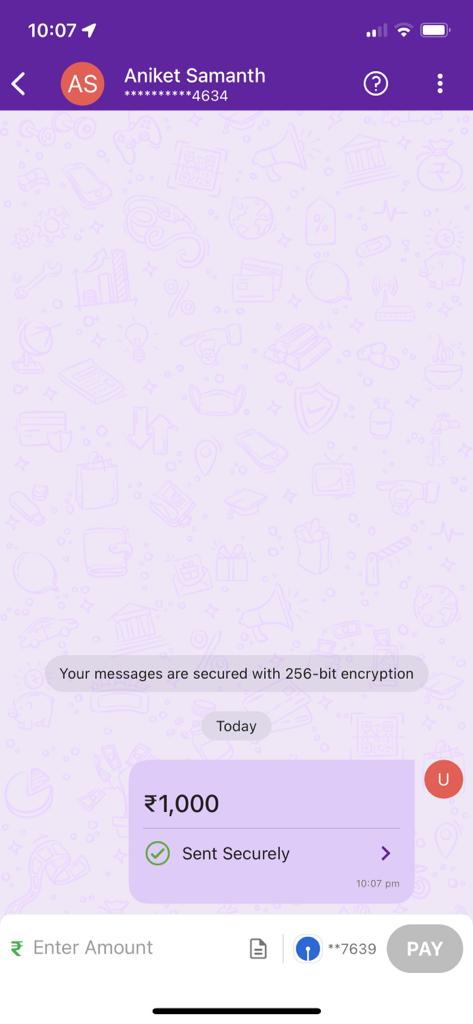 10:07
AS
Aniket Samanth
**********4634
Your messages are secured with 256-bit encryption
Today
₹1,000
U
Sent Securely
10:07 pm
₹ Enter Amount
**7639
PAY